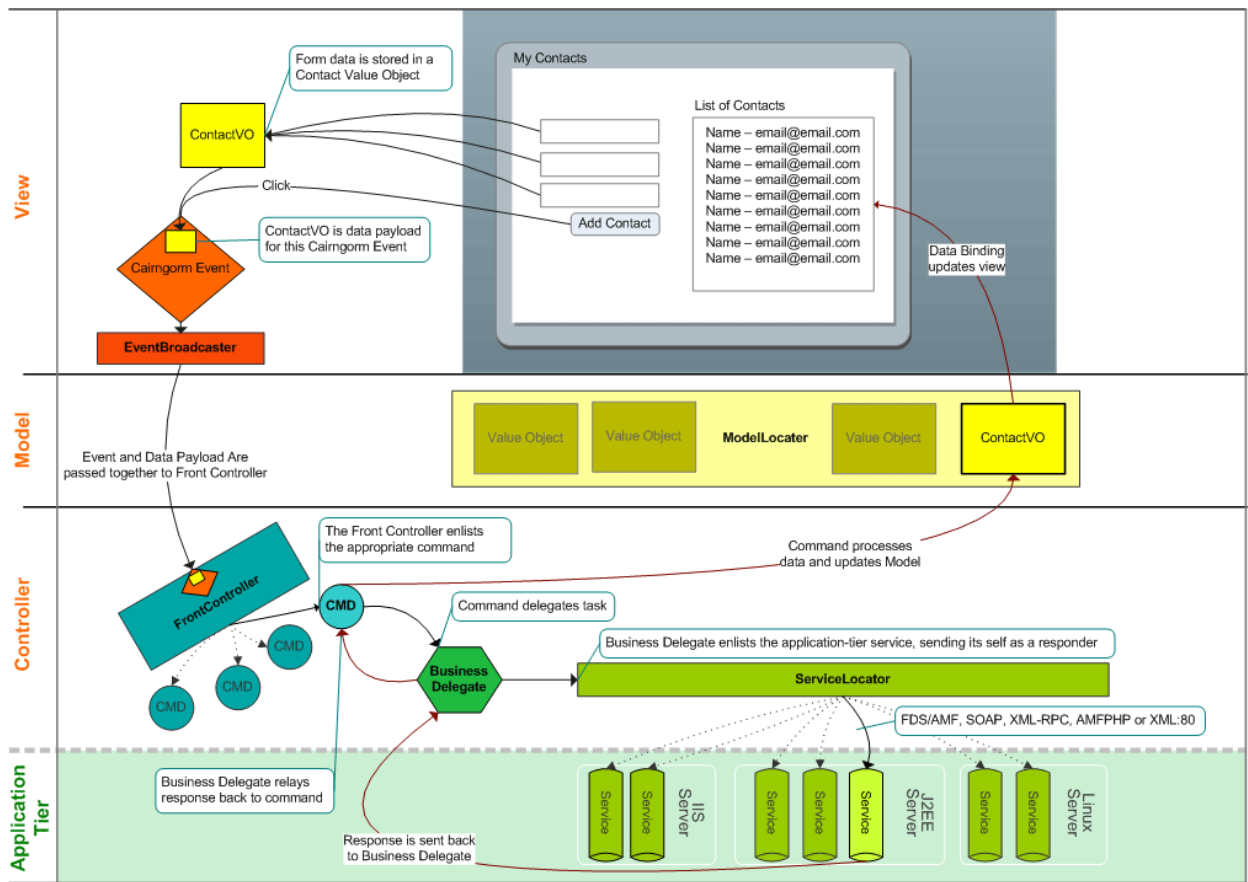 View
Form data is stored in a
Contact Value Object
ContactVO
Click
ContactVO is data payload
for this Cairngorm Event
Cairngorm Event
EventBroadcaster
My Contacts
List of Contacts
Name – email@email.com
Name – email@email.com
Name – email@email.com
Name – email@email.com
Name – email@email.com
Name – email@email.com
Name – email@email.com
Name – email@email.com
Name – email@email.com
Add Contact
Data Binding
updates view
Model
Event and Data Payload Are
passed together to Front Controller
Value Object
Value Object
ModelLocater
Value Object
ContactVO
Controller
The Front Controller enlists
the appropriate command
Command processes
data and updates Model
FrontController
CMD
CMD
CMD
CMD
Command delegates task
Business
Delegate
Business Delegate enlists the application-tier service, sending its self as a responder
ServiceLocator
FDS/AMF, SOAP, XML-RPC, AMFPHP or XML:80
Application
Tier
Business Delegate relays
response back to command
Response is sent back
to Business Delegate
Service
Service
IIS
Server
Service
Service
Service
J2EE
Server
Service
Service
Linux
Server